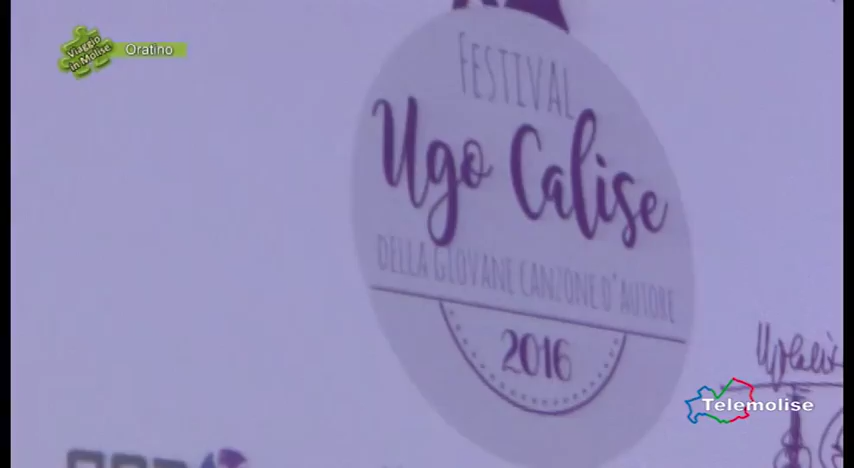 Viaggio
in Molise
Oratino
FESTIVAL
Ugo Calise
DELLA GIOVANE CANZONE D'AUTORE
2016
Telemolise